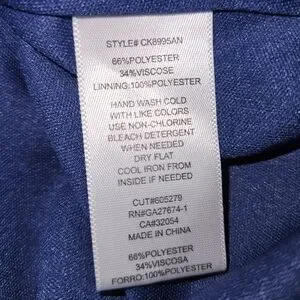 STYLE# CK8995AN
66%POLYESTER
34%VISCOSE
LINNING:100%POLYESTER
HAND WASH COLD
WITH LIKE COLORS
USE NON-CHLORINE
BLEACH DETERGENT
WHEN NEEDED
DRY FLAT
COOL IRON FROM
INSIDE IF NEEDED
CUT#605279
RN#GA27674-1
CA#32054
MADE IN CHINA
66%POLYESTER
34%VISCOSA
FORRO:100%POLYESTER